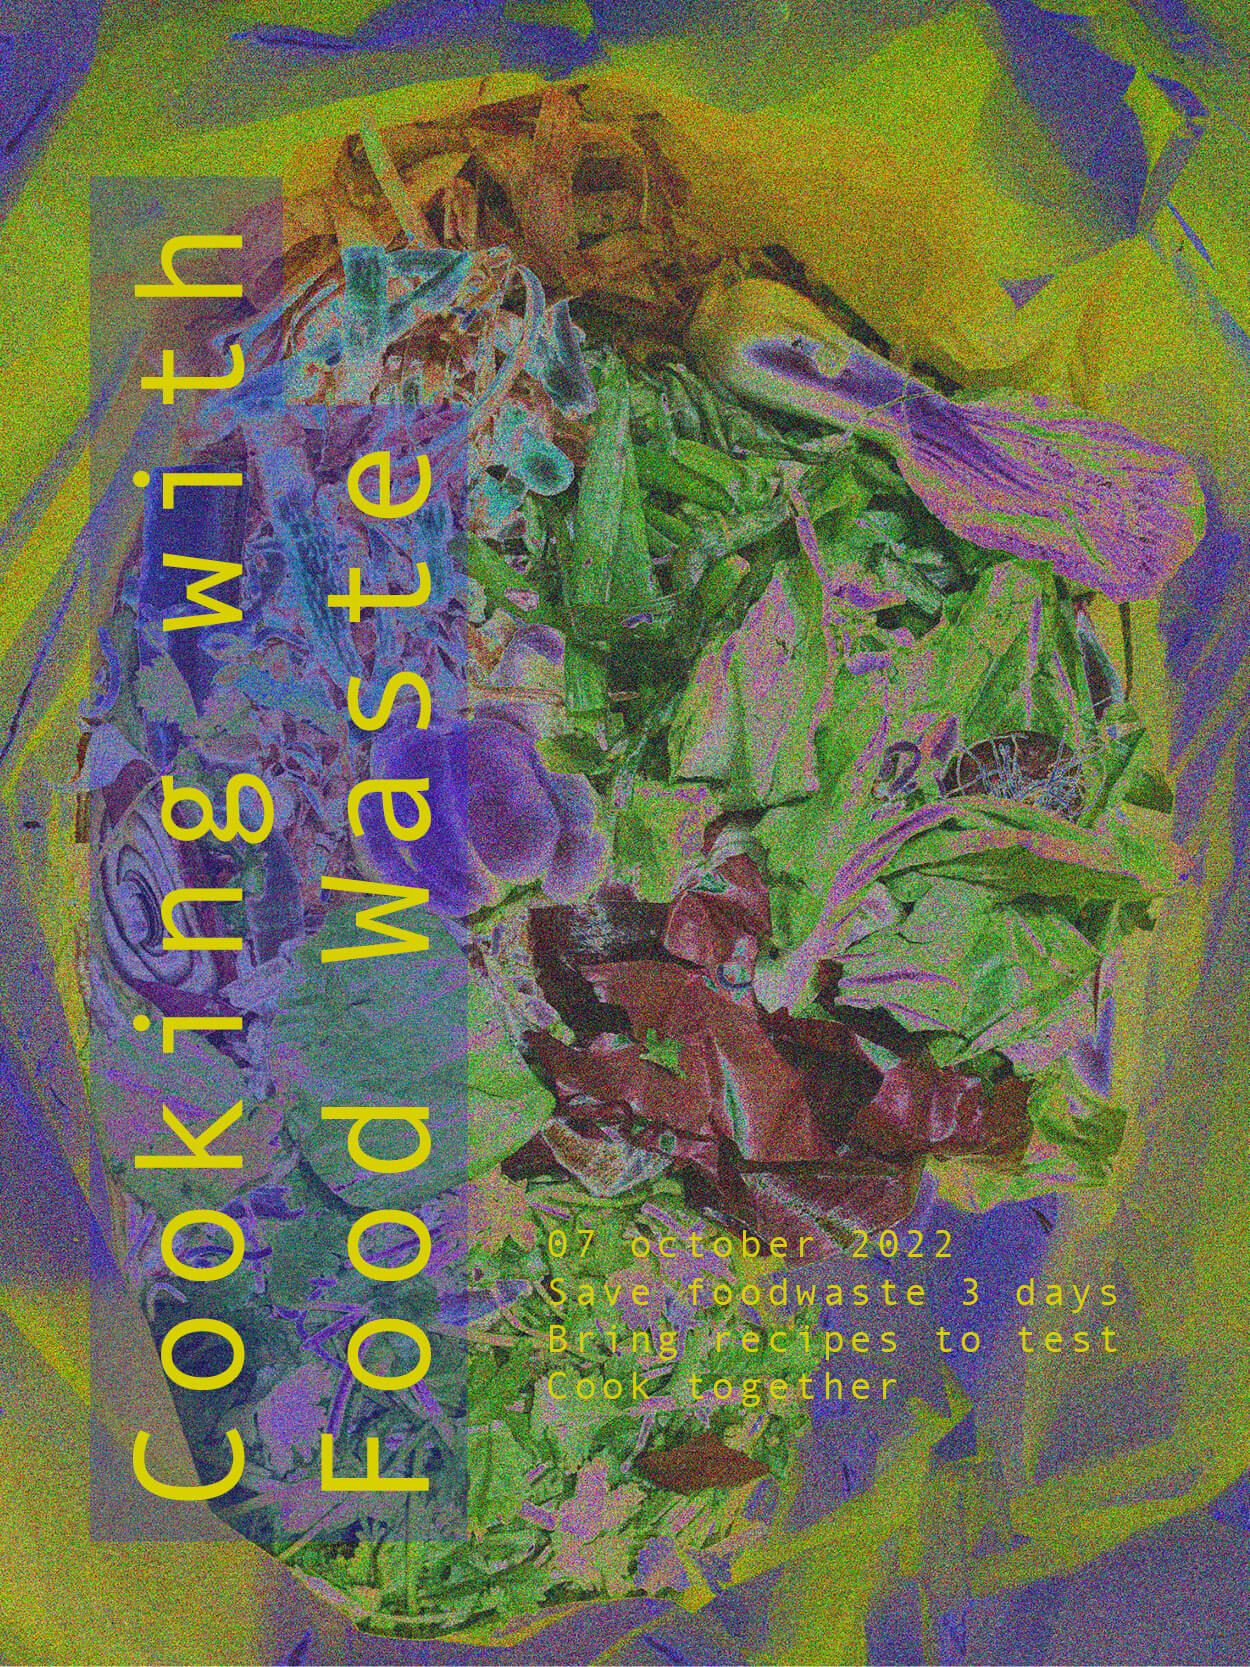 Cooking with
Food Waste
07 october 2022
Save foodwaste 3 days
Bring recipes to test
Cook together